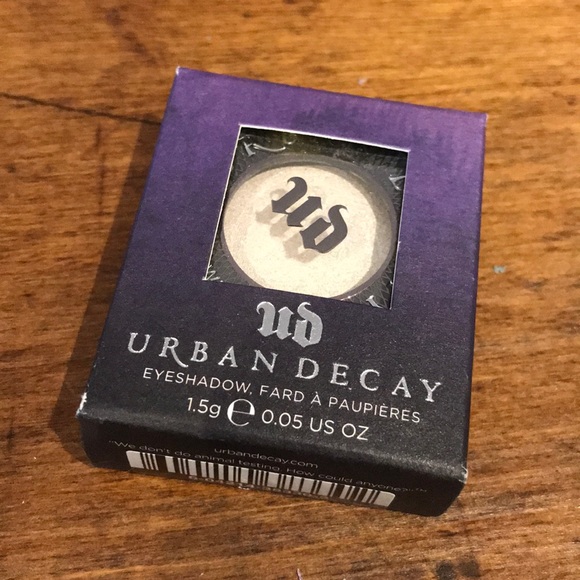 ud
ud
URBAN DECAY
EYESHADOW, FARD À PAUPIÈRES
1.5g e 0.05 US OZ
urbandecay.com
"We don't do animal testing. How could anyone?"™